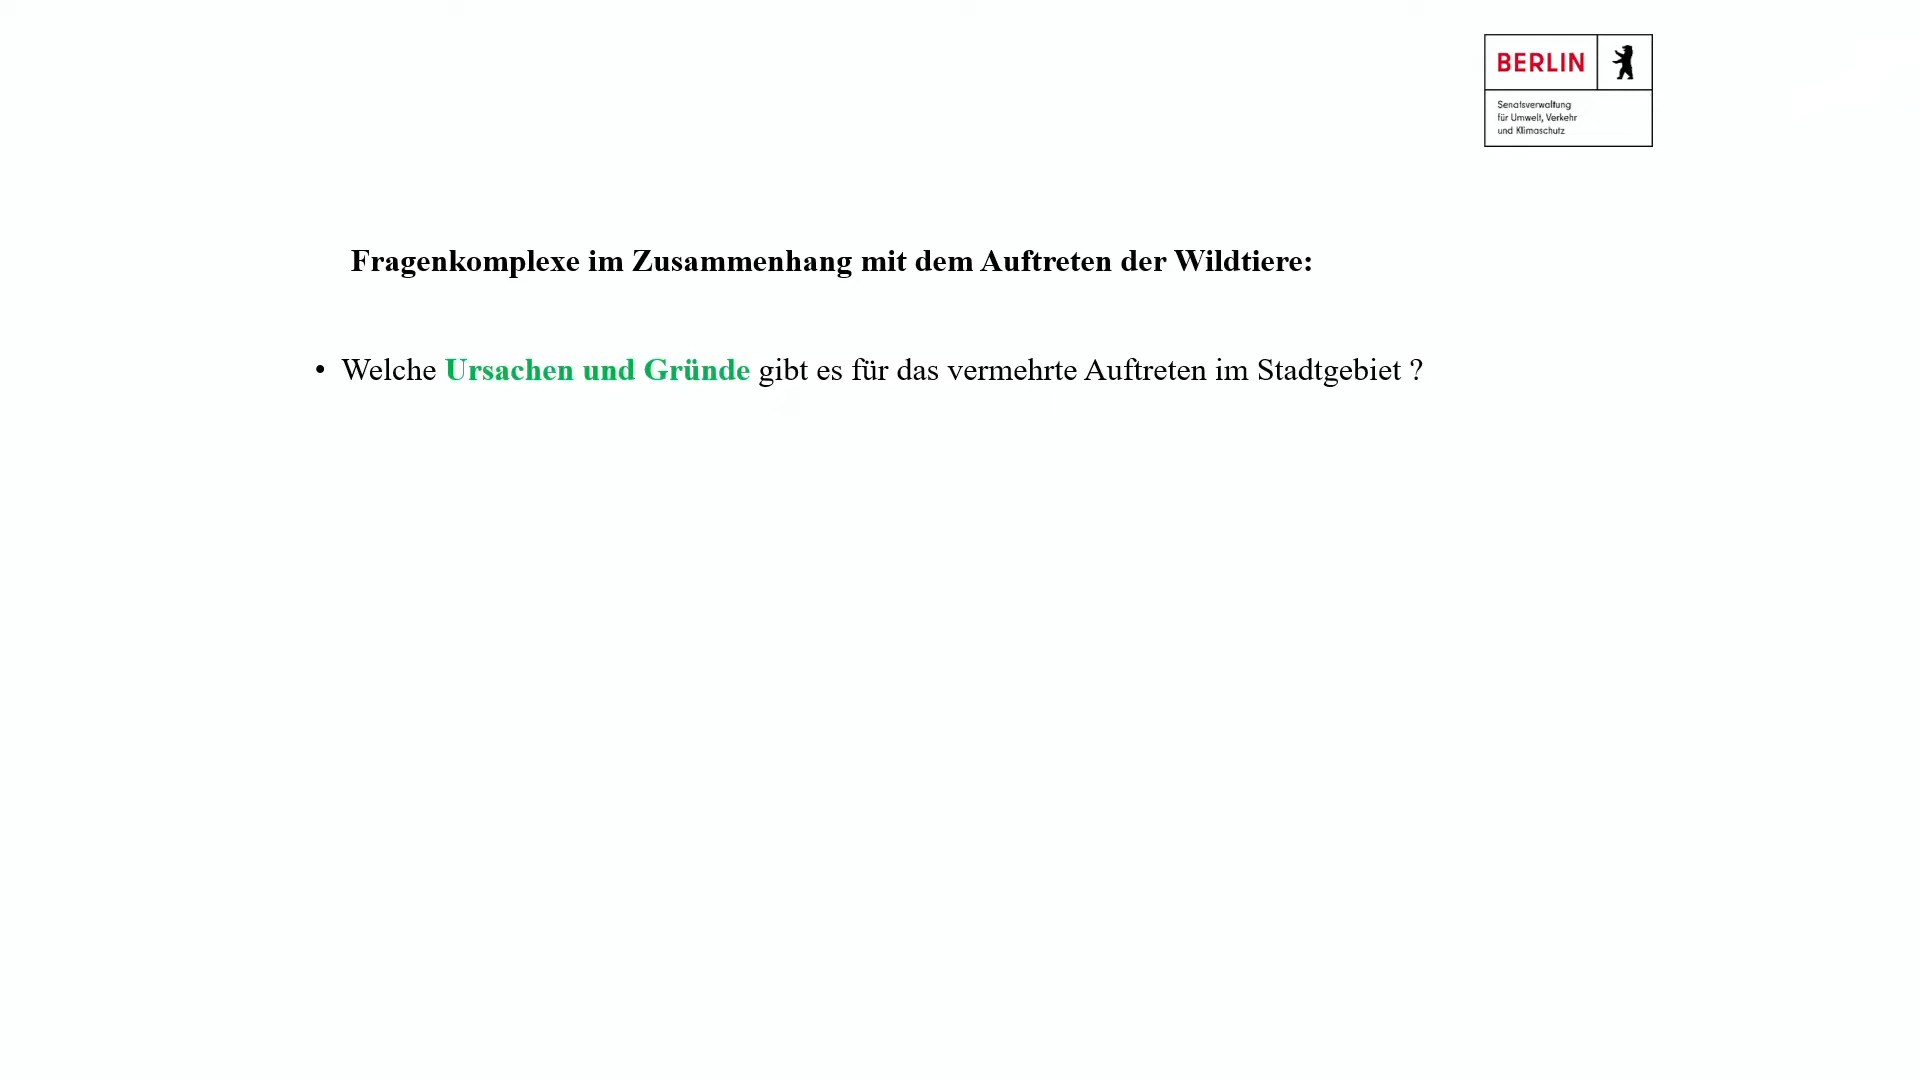 BERLIN
Senatsverwaltung
für Umwelt, Verkehr
und Klimaschutz
Fragenkomplexe im Zusammenhang mit dem Auftreten der Wildtiere:
• Welche Ursachen und Gründe gibt es für das vermehrte Auftreten im Stadtgebiet ?